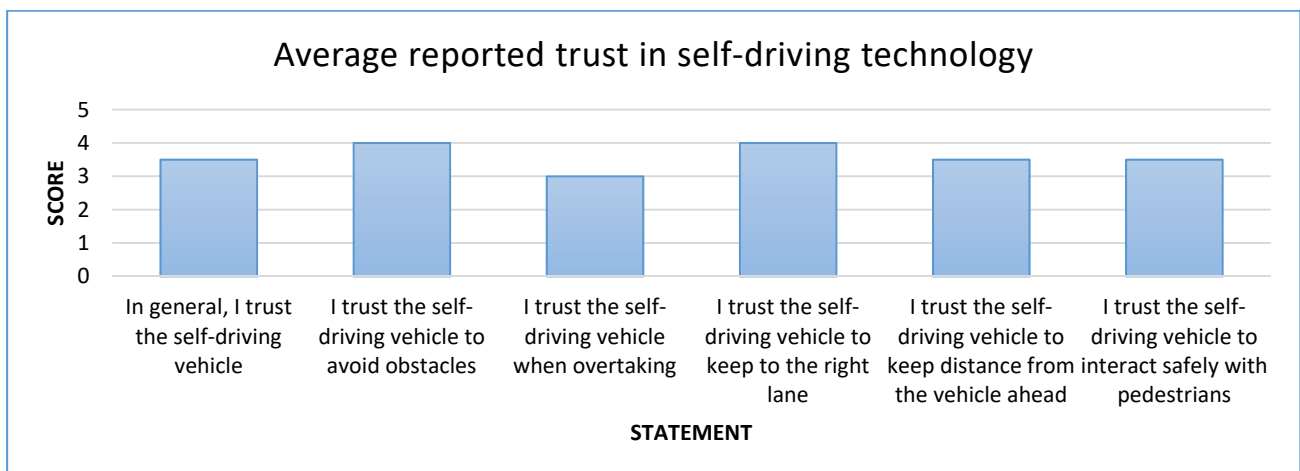 Average reported trust in self-driving technology
5
4
3
2
1
0
SCORE
In general, I trust
the self-driving
vehicle
I trust the self-
driving vehicle to
avoid obstacles
I trust the self-
driving vehicle
when overtaking
I trust the self-
driving vehicle to
keep to the right
lane
I trust the self-
driving vehicle to
keep distance from
the vehicle ahead
I trust the self-
driving vehicle to
interact safely with
pedestrians
STATEMENT